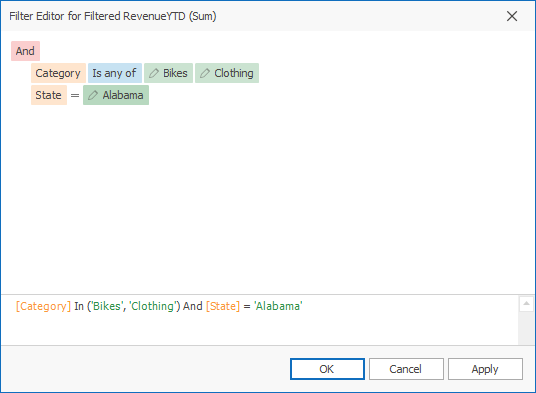 Filter Editor for Filtered RevenueYTD (Sum)
And
Category Is any of Bikes Clothing
State = Alabama
[Category] In ('Bikes', 'Clothing') And [State] = 'Alabama'
OK Cancel Apply